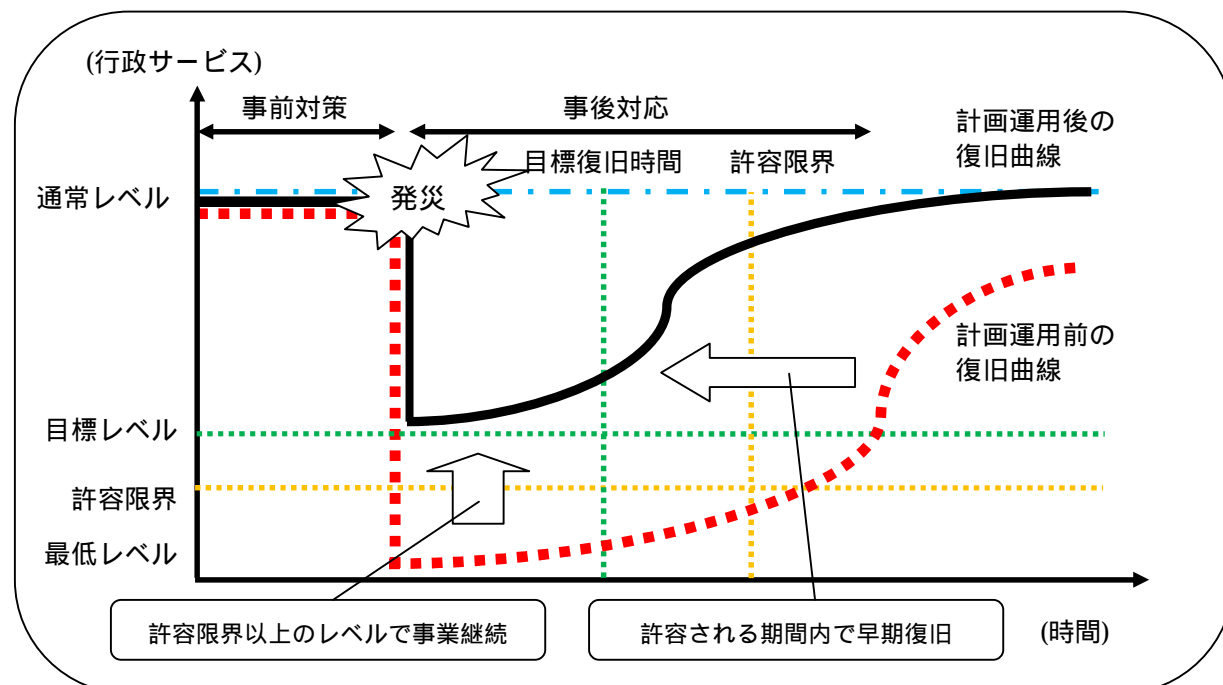 (行政サービス)
事前対策
事後対応
計画運用後の
復旧曲線
目標復旧時間
許容限界
通常レベル
発災
計画運用前の
復旧曲線
目標レベル
許容限界
最低レベル
許容限界以上のレベルで事業継続
許容される期間内で早期復旧
(時間)